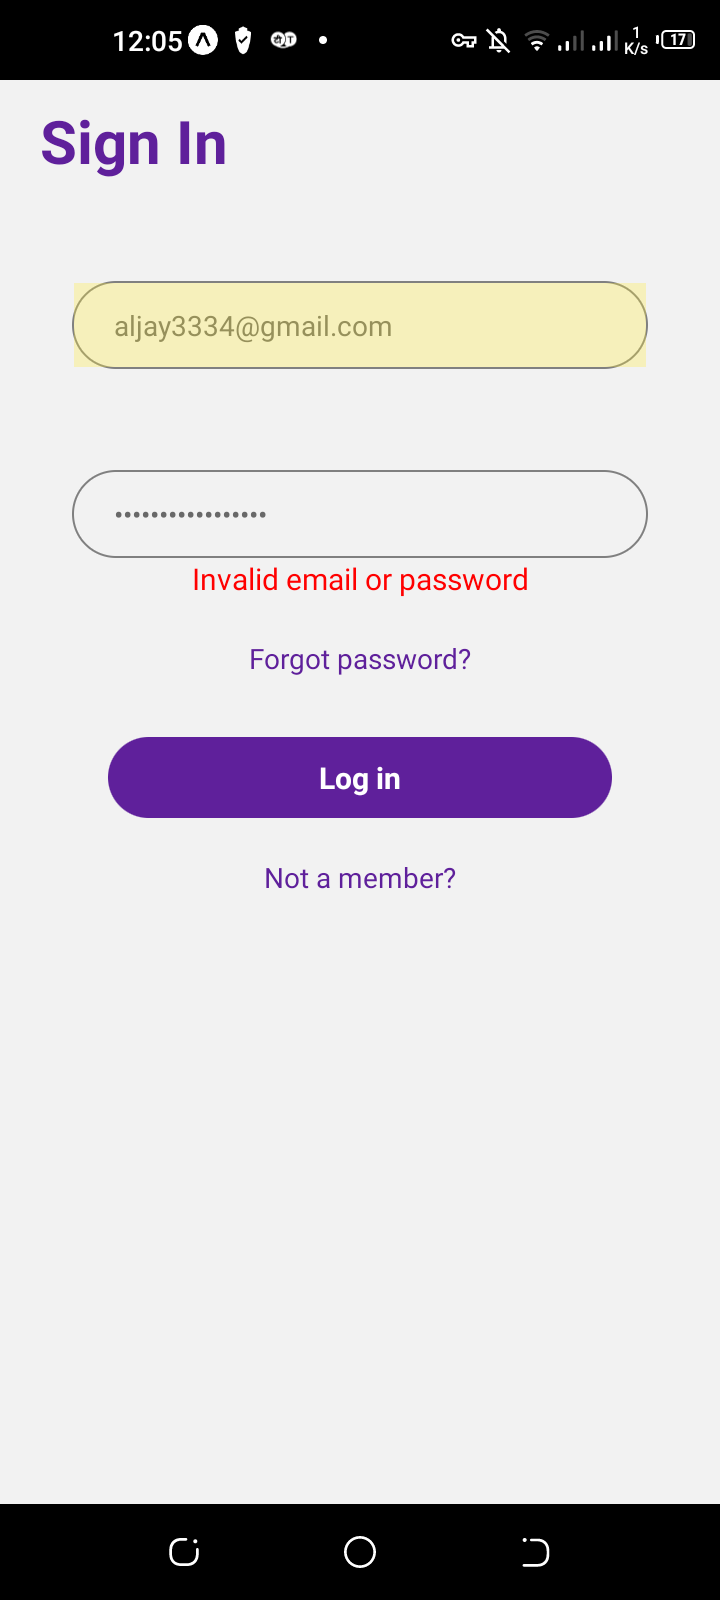 12:05
1
K/s
17
Sign In
aljay3334@gmail.com
•••••••••••••••••
Invalid email or password
Forgot password?
Log in
Not a member?